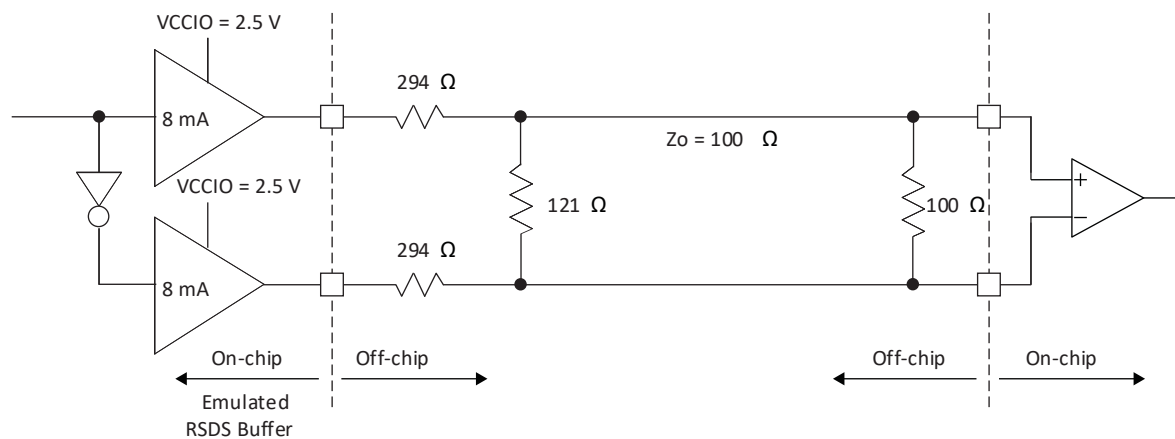 VCCIO = 2.5 V
294 Ω
8 mA
Zo = 100 Ω
VCCIO = 2.5 V
121 Ω
100 Ω
+
−
294 Ω
8 mA
On-chip
Off-chip
Off-chip
On-chip
Emulated
RSDS Buffer